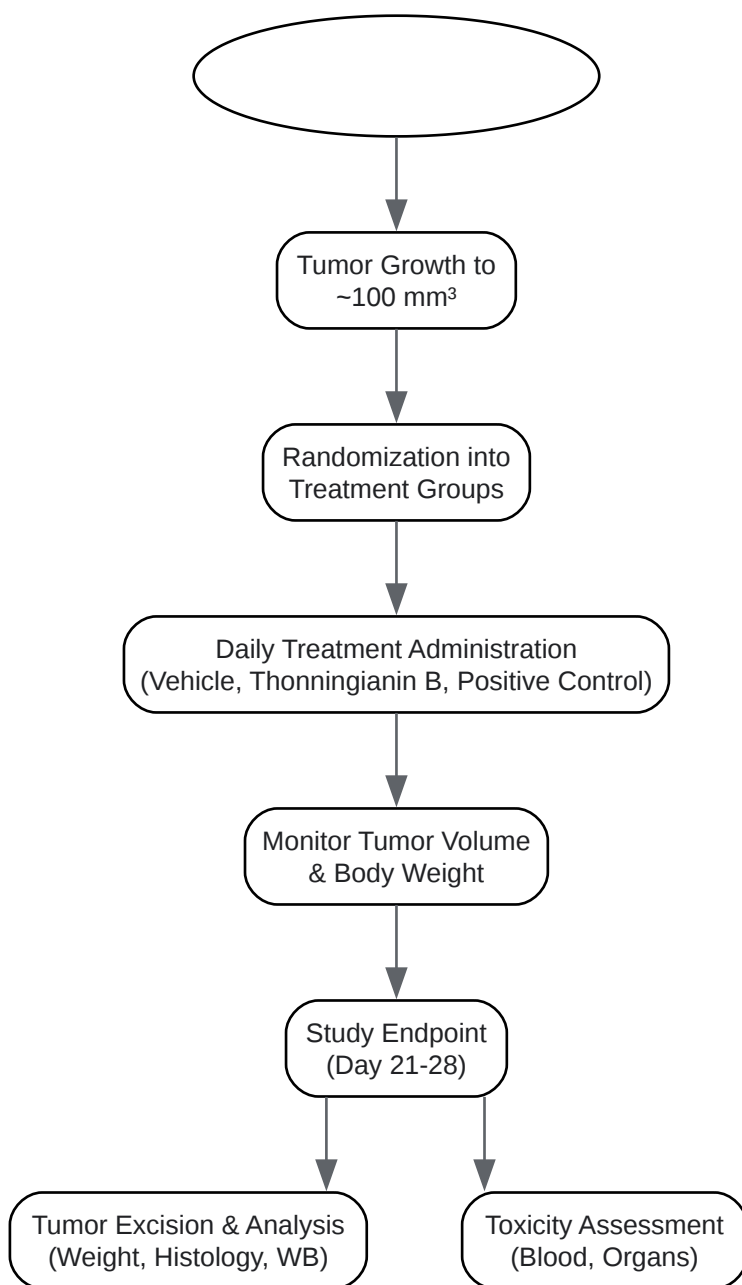 Tumor Growth to
~100 mm³
Randomization into
Treatment Groups
Daily Treatment Administration
(Vehicle, Thonningianin B, Positive Control)
Monitor Tumor Volume
& Body Weight
Study Endpoint
(Day 21-28)
Tumor Excision & Analysis
(Weight, Histology, WB)
Toxicity Assessment
(Blood, Organs)